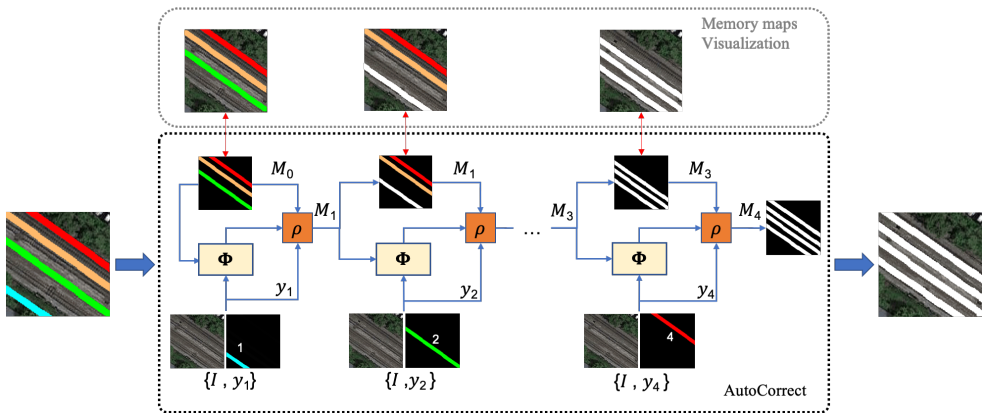 Memory maps
Visualization
M₀
M₁
M₁
M₃
M₃
M₄
ρ
ρ
...
ρ
Φ
Φ
Φ
y₁
y₂
y₄
1
2
4
{I , y₁}
{I ,y₂}
{I , y₄}
AutoCorrect